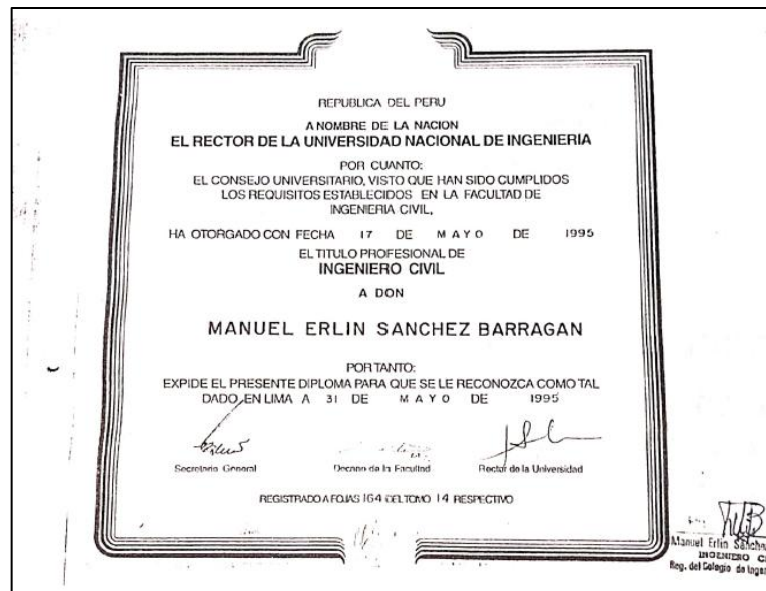 REPUBLICA DEL PERU
A NOMBRE DE LA NACION
EL RECTOR DE LA UNIVERSIDAD NACIONAL DE INGENIERIA
POR CUANTO:
EL CONSEJO UNIVERSITARIO, VISTO QUE HAN SIDO CUMPLIDOS
LOS REQUISITOS ESTABLECIDOS EN LA FACULTAD DE
INGENIERIA CIVIL,
HA OTORGADO CON FECHA 17 DE MAYO DE 1995
EL TITULO PROFESIONAL DE
INGENIERO CIVIL
A DON
MANUEL ERLIN SANCHEZ BARRAGAN
POR TANTO:
EXPIDE EL PRESENTE DIPLOMA PARA QUE SE LE RECONOZCA COMO TAL
DADO EN LIMA A 31 DE MAYO DE 1995
Secretario General Decano de la Facultad Rector de la Universidad
REGISTRADO A FOJAS 164 DEL TOMO 14 RESPECTIVO
Manuel Erlin
INGENIERO
Reg. del Colegio de